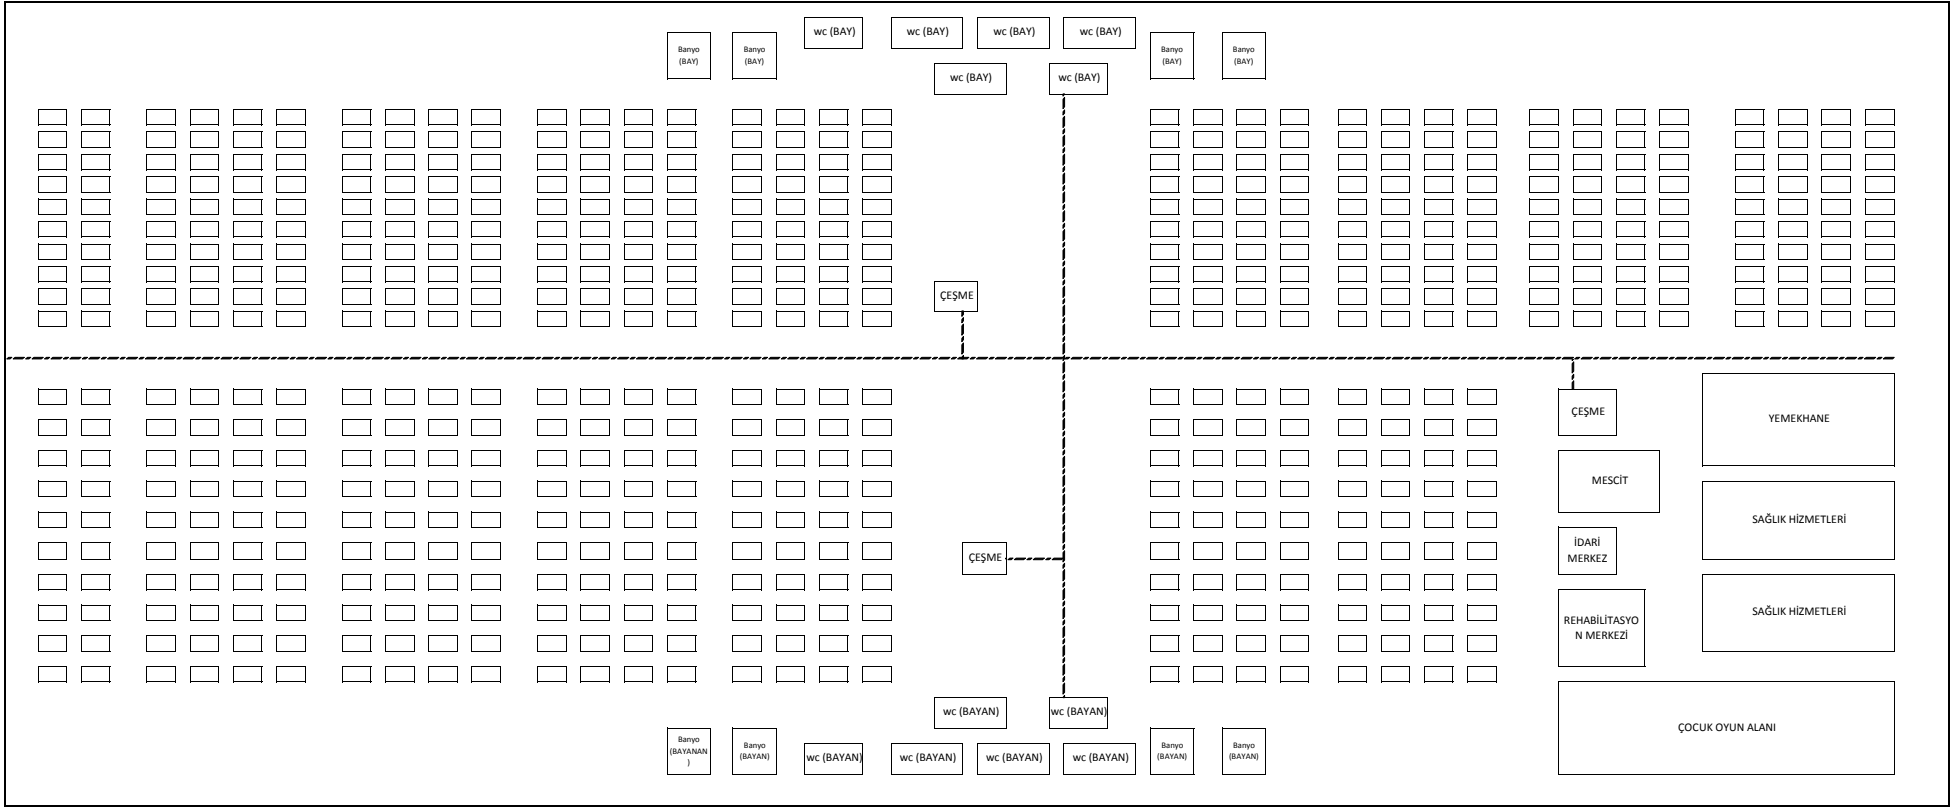 wc (BAY)
wc (BAY)
wc (BAY)
wc (BAY)
Banyo
(BAY)
Banyo
(BAY)
Banyo
(BAY)
Banyo
(BAY)
wc (BAY)
wc (BAY)
ÇEŞME
ÇEŞME
YEMEKHANE
MESCİT
SAĞLIK HİZMETLERİ
İDARİ
MERKEZ
ÇEŞME
SAĞLIK HİZMETLERİ
REHABİLİTASYO
N MERKEZİ
wc (BAYAN)
wc (BAYAN)
ÇOCUK OYUN ALANI
Banyo
(BAYANAN
)
Banyo
(BAYAN)
wc (BAYAN)
wc (BAYAN)
wc (BAYAN)
wc (BAYAN)
Banyo
(BAYAN)
Banyo
(BAYAN)